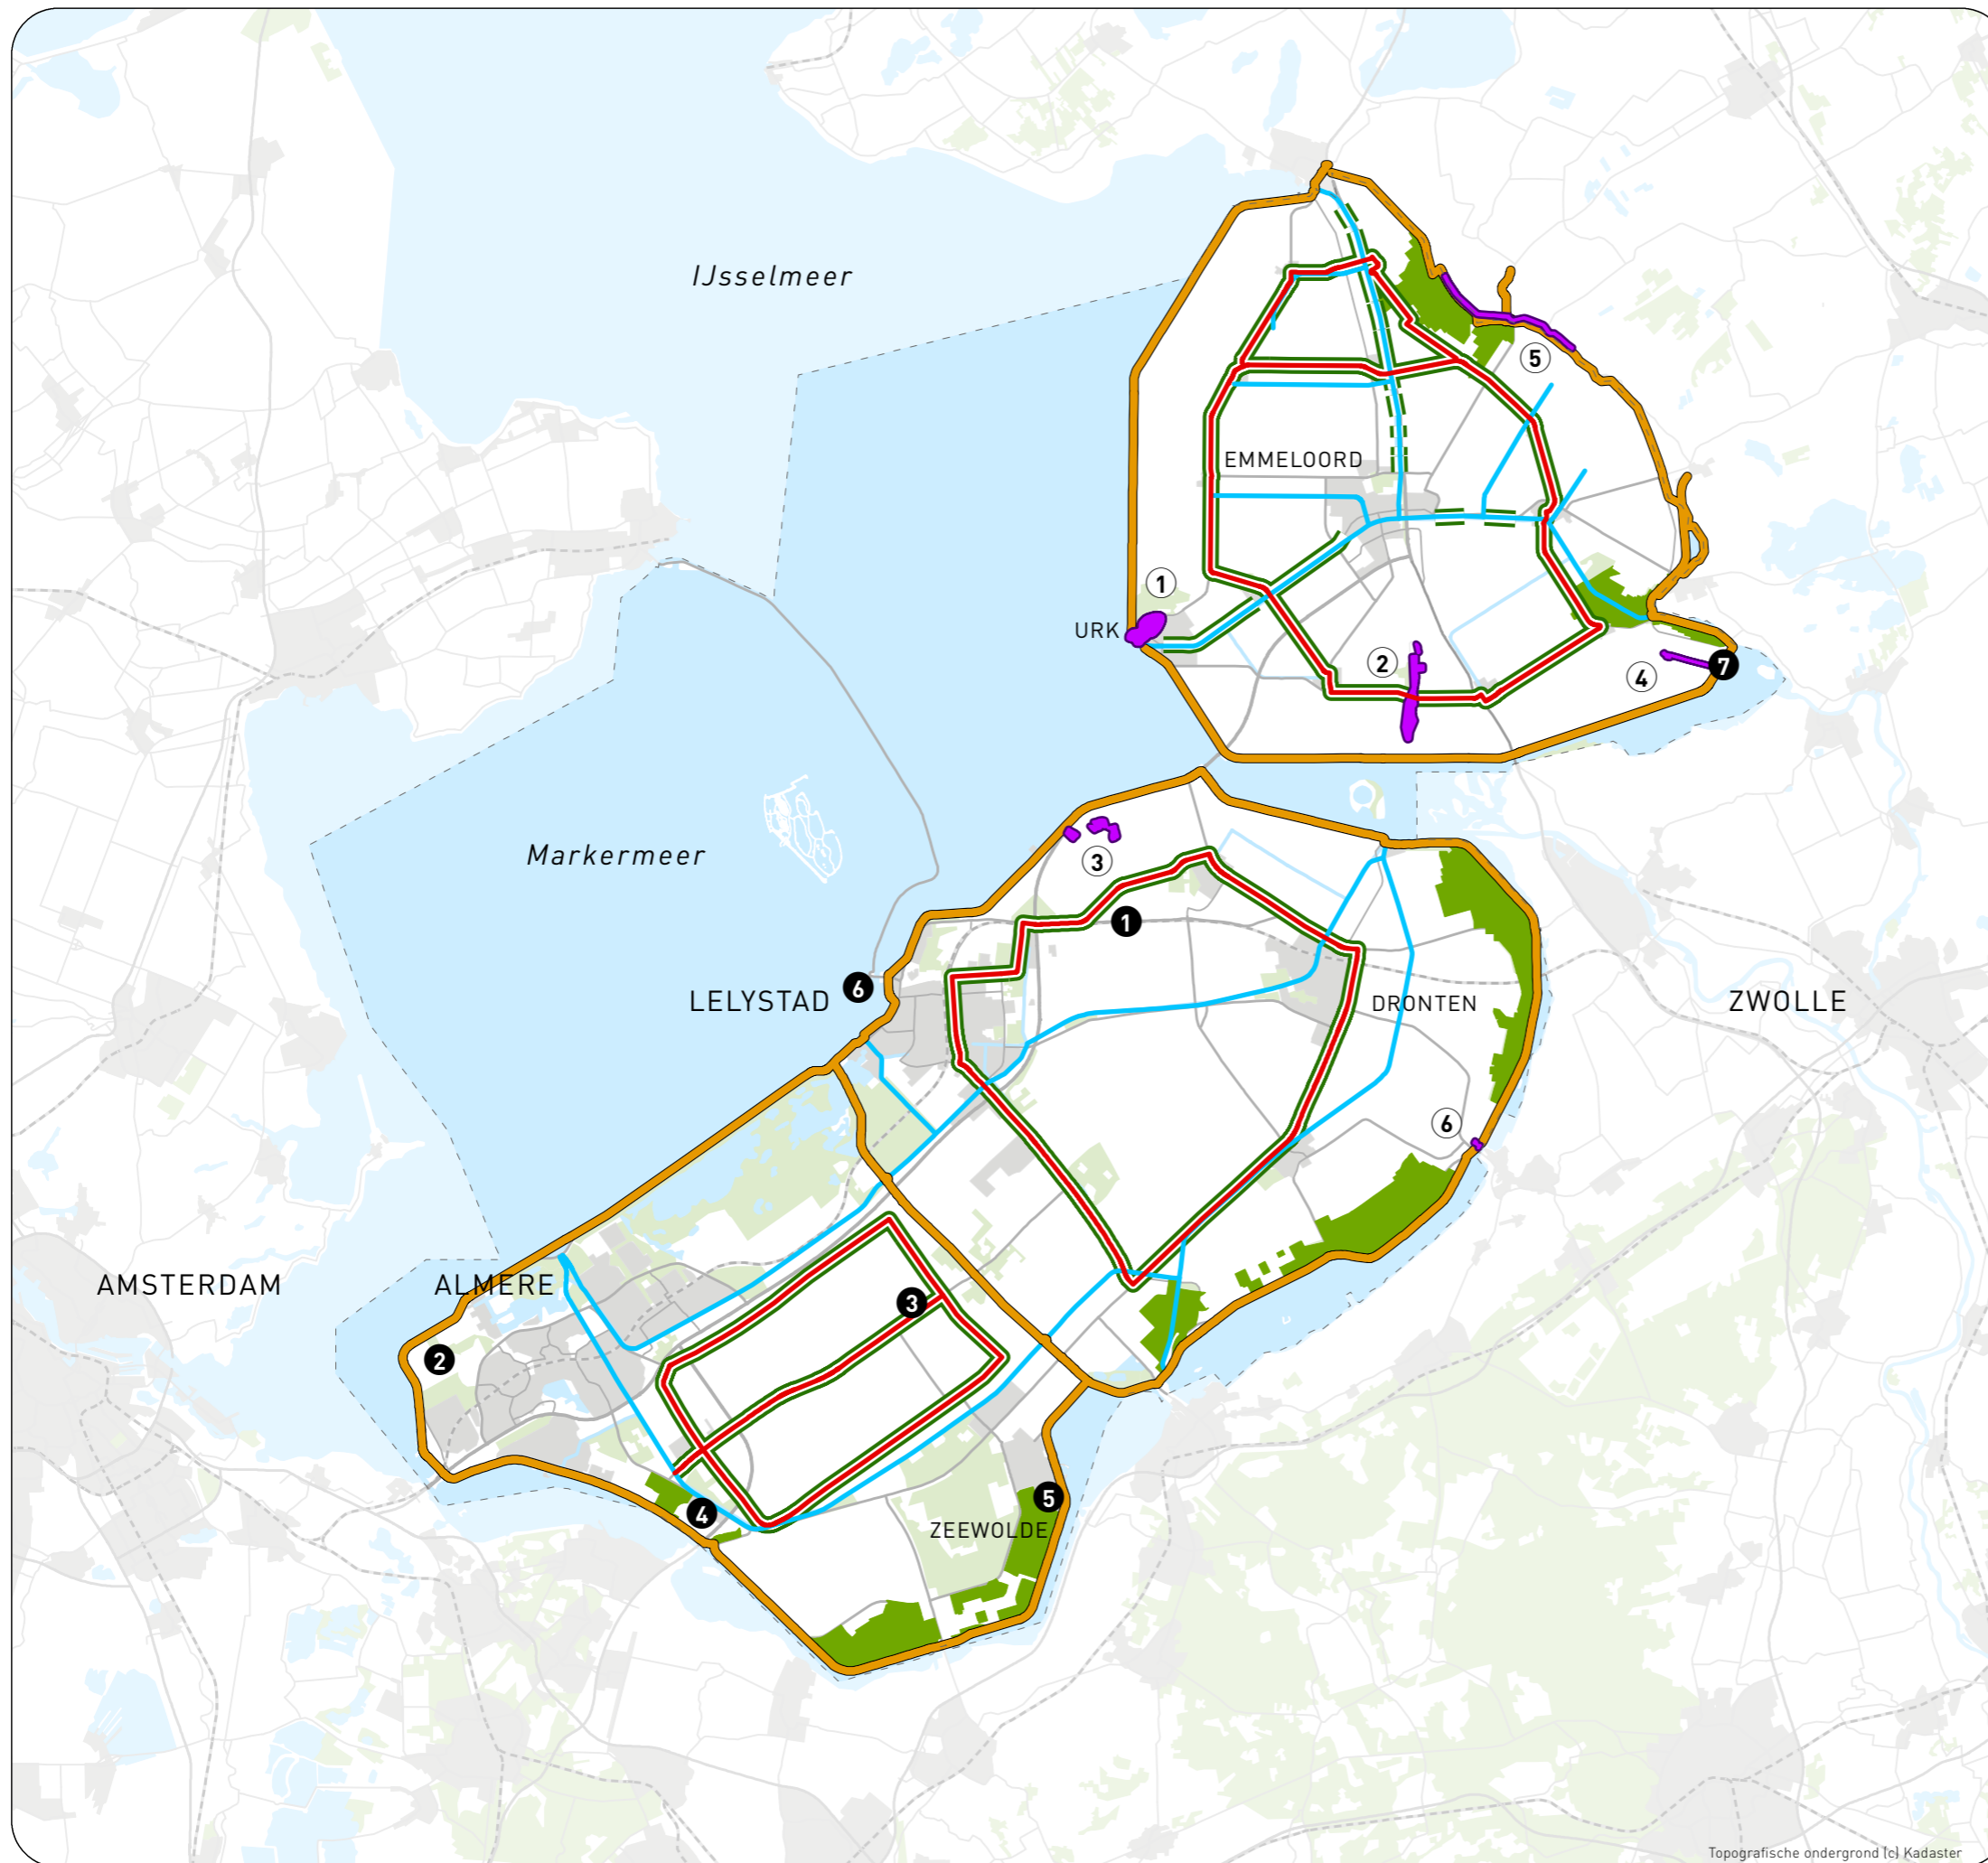 IJsselmeer
5
EMMELOORD
1
URK
2
4
7
Markermeer
3
1
6
LELYSTAD
DRONTEN
ZWOLLE
6
AMSTERDAM
ALMERE
3
2
5
4
ZEEWOLDE
Topografische ondergrond (c) Kadaster